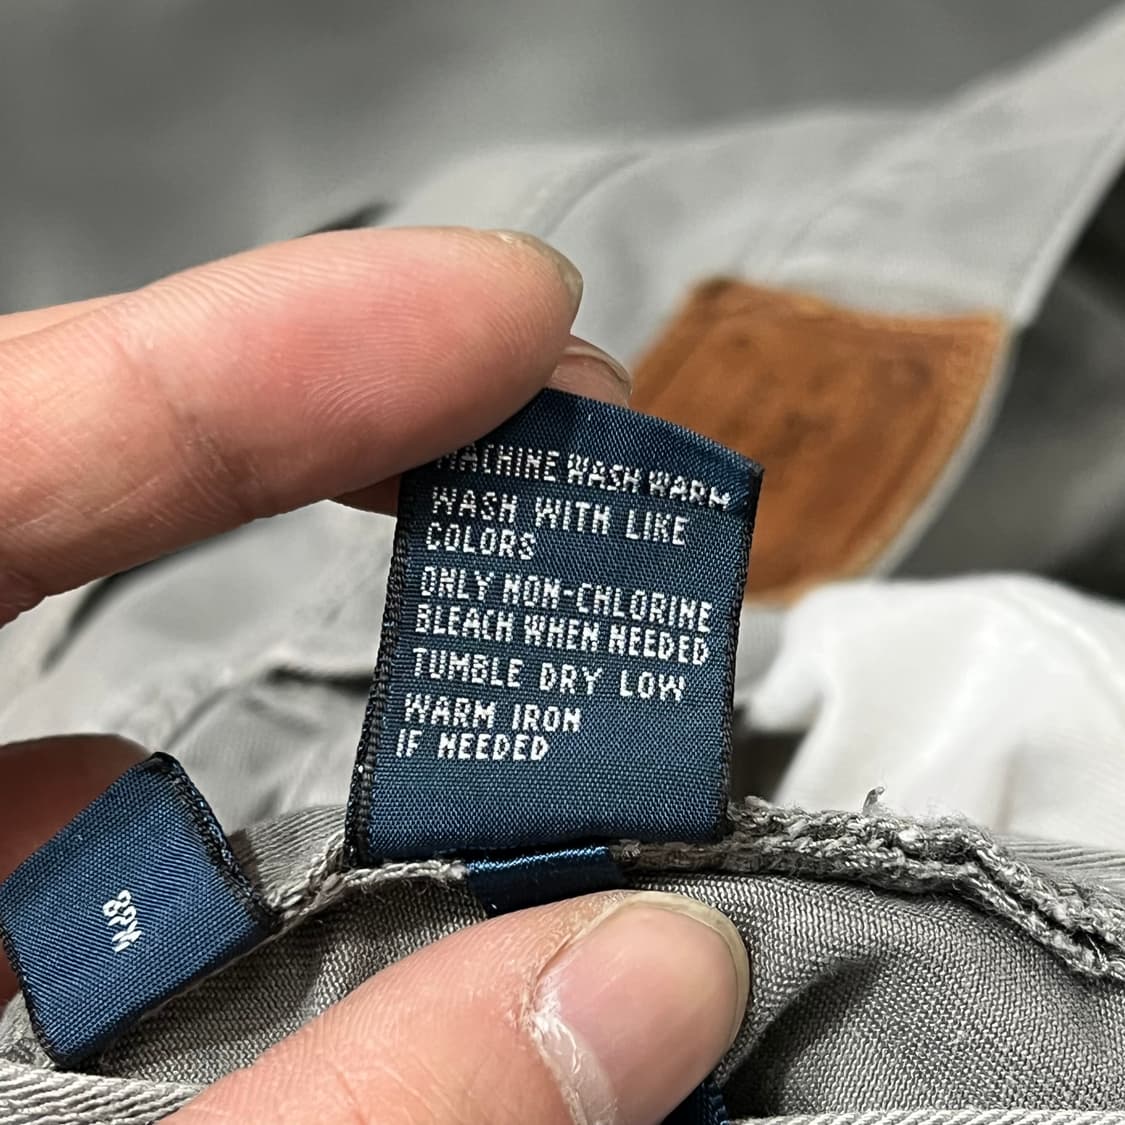 MACHINE WASH WARM
WASH WITH LIKE
COLORS
ONLY NON-CHLORINE
BLEACH WHEN NEEDED
TUMBLE DRY LOW
WARM IRON
IF NEEDED